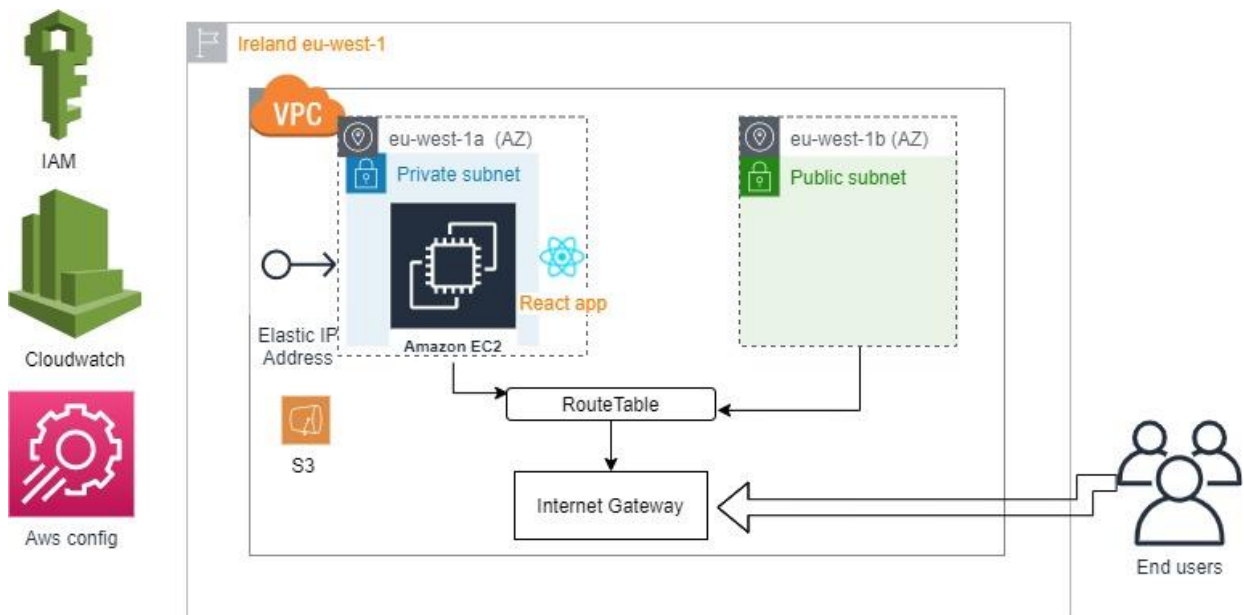 Ireland eu-west-1
VPC
eu-west-1a (AZ)
eu-west-1b (AZ)
IAM
Private subnet
Public subnet
React app
Elastic IP
Address
Amazon EC2
Cloudwatch
RouteTable
S3
Internet Gateway
Aws config
End users